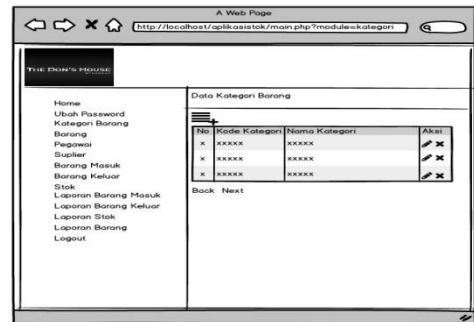 A Web Page
http://localhost/aplikasistok/main.php?module=kategori
THE DON'S HOUSE
Home
Ubah Password
Kategori Barang
Barang
Pegawai
Suplier
Barang Masuk
Barang Keluar
Stok
Laporan Barang Masuk
Laporan Barang Keluar
Laporan Stok
Laporan Barang
Logout
Data Kategori Barang
No Kode Kategori Nama Kategori Aksi
x xxxxx xxxxx
x xxxxx xxxxx
x xxxxx xxxxx
Back Next